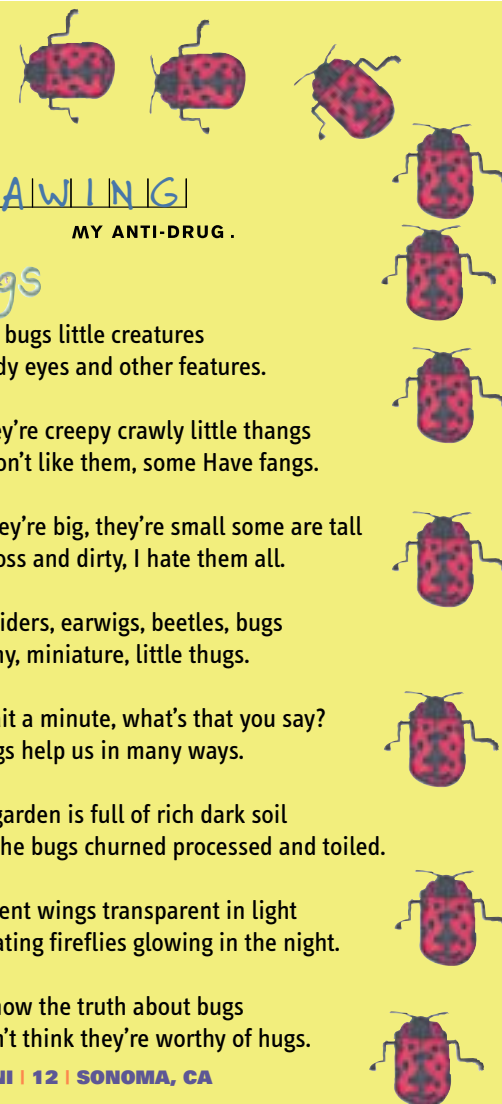 AWING
MY ANTI-DRUG.
gs
bugs little creatures
dy eyes and other features.
ey're creepy crawly little thangs
on't like them, some Have fangs.
ey're big, they're small some are tall
oss and dirty, I hate them all.
iders, earwigs, beetles, bugs
ny, miniature, little thugs.
it a minute, what's that you say?
gs help us in many ways.
garden is full of rich dark soil
he bugs churned processed and toiled.
ent wings transparent in light
ating fireflies glowing in the night.
now the truth about bugs
n't think they're worthy of hugs.
NI | 12 | SONOMA, CA